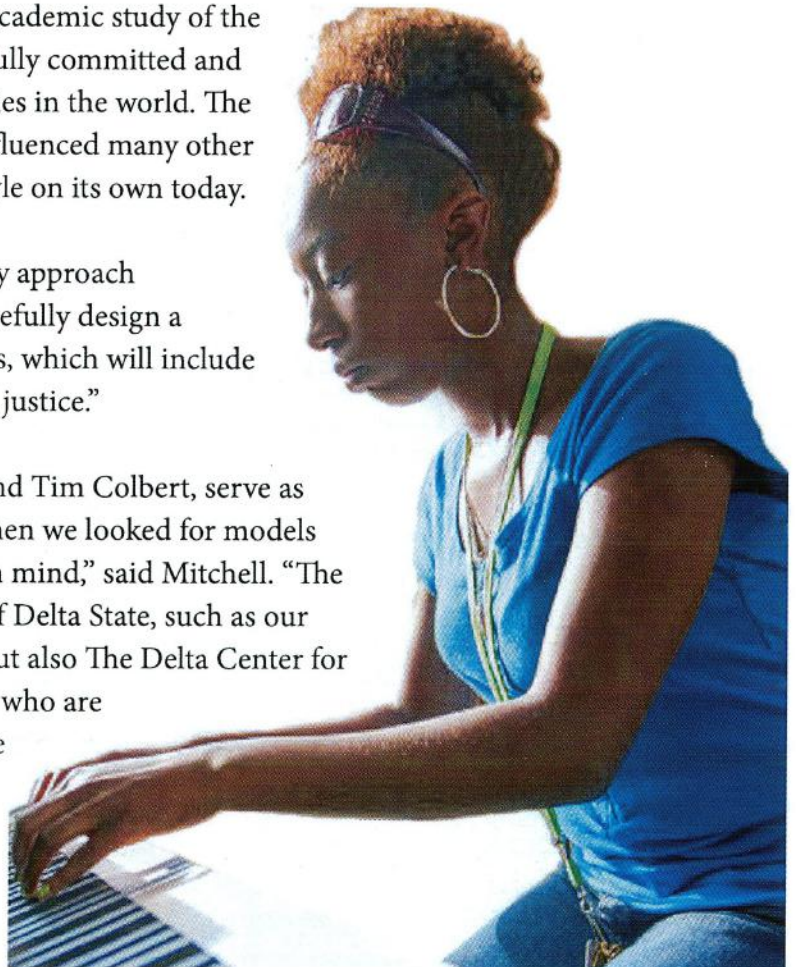 cademic study of the
ully committed and
es in the world. The
fluenced many other
le on its own today.
y approach
efully design a
s, which will include
justice.”
nd Tim Colbert, serve as
en we looked for models
n mind,” said Mitchell. “The
f Delta State, such as our
ut also The Delta Center for
who are
e